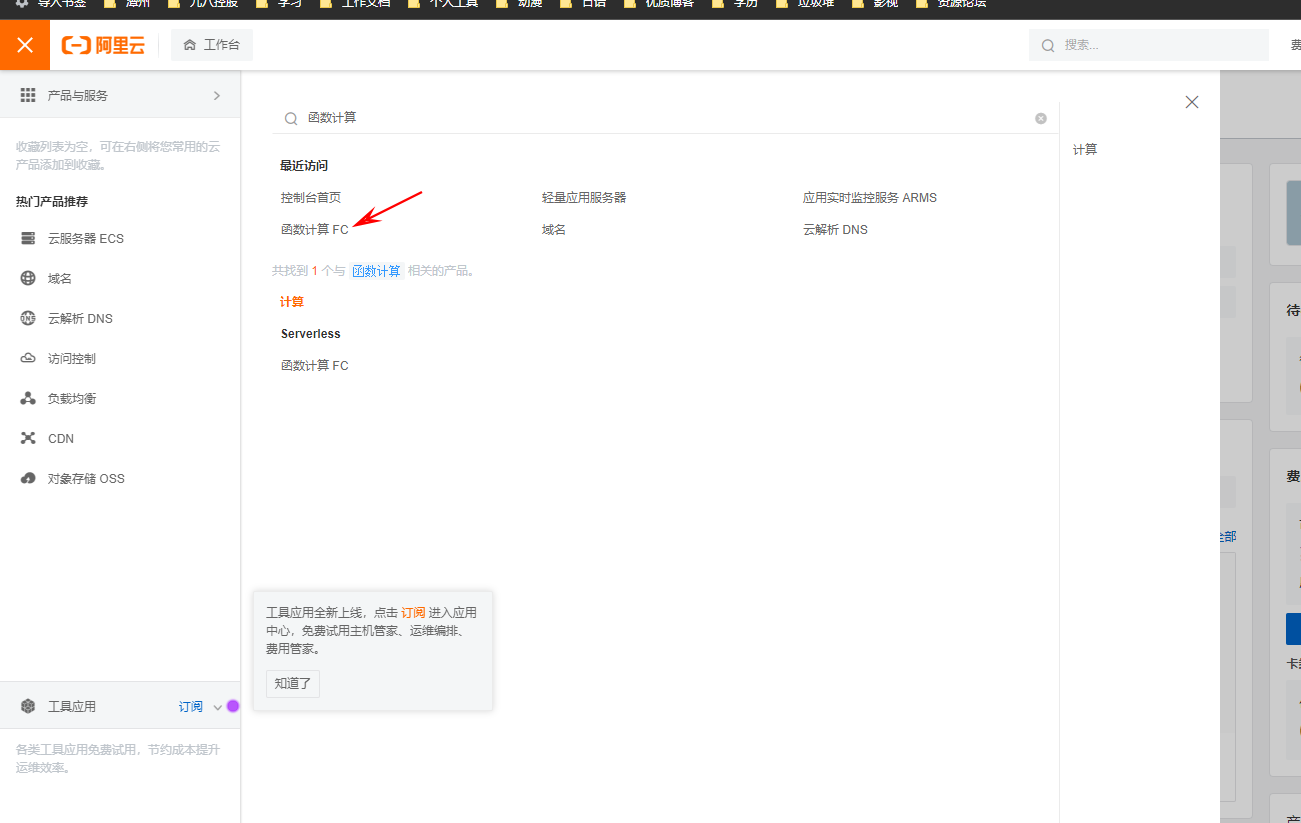 导入书签 漳州 九八控股 学习 工作文档 个人工具 动漫 日语 优质博客 学历 垃圾堆 影视 资源论坛
阿里云 工作台 搜索... 费
产品与服务
收藏列表为空，可在右侧将您常用的云
产品添加到收藏。
热门产品推荐
云服务器 ECS
域名
云解析 DNS
访问控制
负载均衡
CDN
对象存储 OSS
工具应用 订阅
各类工具应用免费试用，节约成本提升
运维效率。
函数计算
最近访问
控制台首页 轻量应用服务器 应用实时监控服务 ARMS
函数计算 FC 域名 云解析 DNS
共找到 1 个与 函数计算 相关的产品。
计算
Serverless
函数计算 FC
工具应用全新上线，点击 订阅 进入应用
中心，免费试用主机管家、运维编排、
费用管家。
知道了
计算
待
费
全部